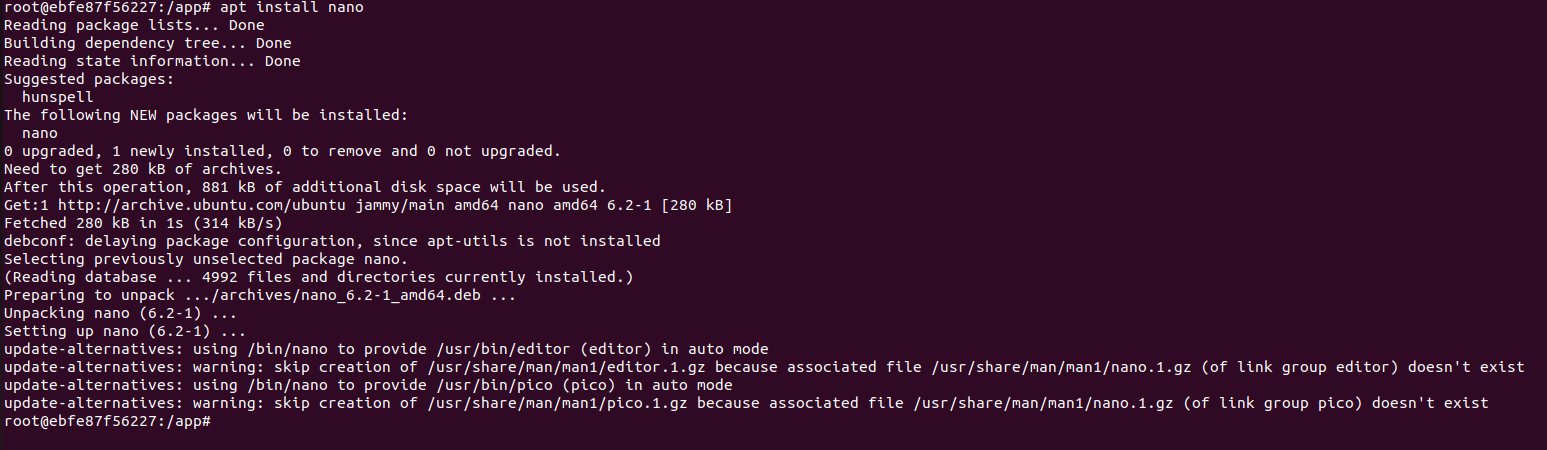 root@ebfe87f56227:/app# apt install nano
Reading package lists... Done
Building dependency tree... Done
Reading state information... Done
Suggested packages:
  hunspell
The following NEW packages will be installed:
  nano
0 upgraded, 1 newly installed, 0 to remove and 0 not upgraded.
Need to get 280 kB of archives.
After this operation, 881 kB of additional disk space will be used.
Get:1 http://archive.ubuntu.com/ubuntu jammy/main amd64 nano amd64 6.2-1 [280 kB]
Fetched 280 kB in 1s (314 kB/s)
debconf: delaying package configuration, since apt-utils is not installed
Selecting previously unselected package nano.
(Reading database ... 4992 files and directories currently installed.)
Preparing to unpack .../archives/nano_6.2-1_amd64.deb ...
Unpacking nano (6.2-1) ...
Setting up nano (6.2-1) ...
update-alternatives: using /bin/nano to provide /usr/bin/editor (editor) in auto mode
update-alternatives: warning: skip creation of /usr/share/man/man1/editor.1.gz because associated file /usr/share/man/man1/nano.1.gz (of link group editor) doesn't exist
update-alternatives: using /bin/nano to provide /usr/bin/pico (pico) in auto mode
update-alternatives: warning: skip creation of /usr/share/man/man1/pico.1.gz because associated file /usr/share/man/man1/nano.1.gz (of link group pico) doesn't exist
root@ebfe87f56227:/app#